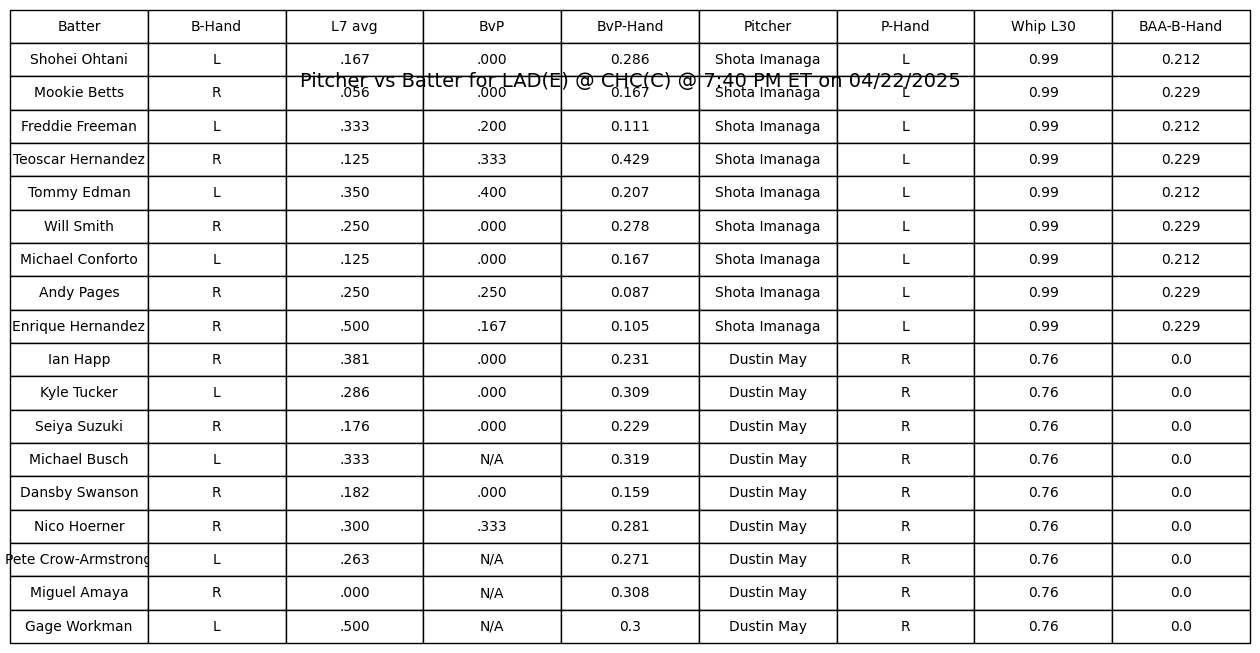 Batter B-Hand L7 avg BvP BvP-Hand Pitcher P-Hand Whip L30 BAA-B-Hand
Shohei Ohtani L .167 .000 0.286 Shota Imanaga L 0.99 0.212
Pitcher vs Batter for LAD(E) @ CHC(C) @ 7:40 PM ET on 04/22/2025
Mookie Betts R .056 .000 0.167 Shota Imanaga L 0.99 0.229
Freddie Freeman L .333 .200 0.111 Shota Imanaga L 0.99 0.212
Teoscar Hernandez R .125 .333 0.429 Shota Imanaga L 0.99 0.229
Tommy Edman L .350 .400 0.207 Shota Imanaga L 0.99 0.212
Will Smith R .250 .000 0.278 Shota Imanaga L 0.99 0.229
Michael Conforto L .125 .000 0.167 Shota Imanaga L 0.99 0.212
Andy Pages R .250 .250 0.087 Shota Imanaga L 0.99 0.229
Enrique Hernandez R .500 .167 0.105 Shota Imanaga L 0.99 0.229
Ian Happ R .381 .000 0.231 Dustin May R 0.76 0.0
Kyle Tucker L .286 .000 0.309 Dustin May R 0.76 0.0
Seiya Suzuki R .176 .000 0.229 Dustin May R 0.76 0.0
Michael Busch L .333 N/A 0.319 Dustin May R 0.76 0.0
Dansby Swanson R .182 .000 0.159 Dustin May R 0.76 0.0
Nico Hoerner R .300 .333 0.281 Dustin May R 0.76 0.0
Pete Crow-Armstrong L .263 N/A 0.271 Dustin May R 0.76 0.0
Miguel Amaya R .000 N/A 0.308 Dustin May R 0.76 0.0
Gage Workman L .500 N/A 0.3 Dustin May R 0.76 0.0